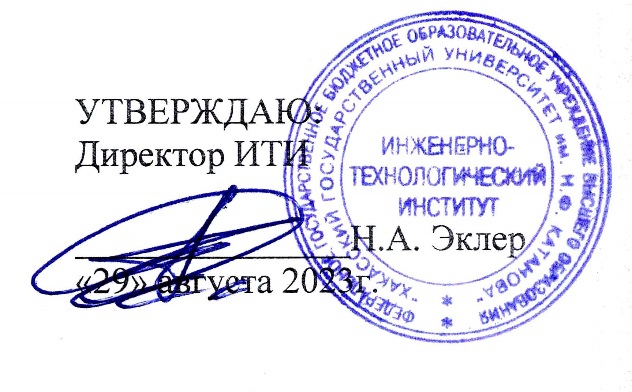 УТВЕРЖДАЮ:
Директор ИТИ
Н.А. Эклер
«29» августа 2023г.
ФЕДЕРАЛЬНОЕ ГОСУДАРСТВЕННОЕ БЮДЖЕТНОЕ ОБРАЗОВАТЕЛЬНОЕ УЧРЕЖДЕНИЕ ВЫСШЕГО ОБРАЗОВАНИЯ
"ХАКАССКИЙ ГОСУДАРСТВЕННЫЙ УНИВЕРСИТЕТ им. Н.Ф. КАТАНОВА"
ИНЖЕНЕРНО-
ТЕХНОЛОГИЧЕСКИЙ
ИНСТИТУТ